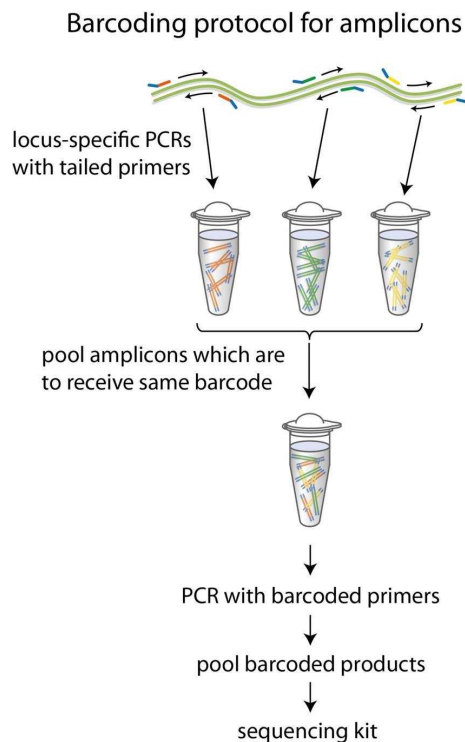 Barcoding protocol for amplicons
locus-specific PCRs
with tailed primers
pool amplicons which are
to receive same barcode
PCR with barcoded primers
pool barcoded products
sequencing kit